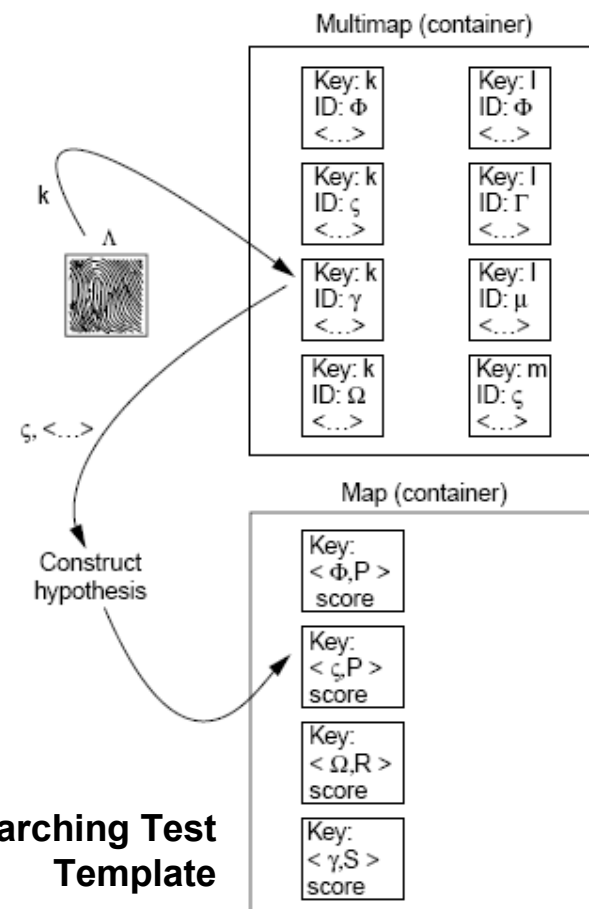 Multimap (container)
Key: k
ID: Φ
<...>
Key: l
ID: Φ
<...>
Key: k
ID: ς
<...>
Key: l
ID: Γ
<...>
Key: k
ID: γ
<...>
Key: l
ID: μ
<...>
Key: k
ID: Ω
<...>
Key: m
ID: ς
<...>
k
Λ
ς, <...>
Construct
hypothesis
Map (container)
Key:
< Φ,P >
score
Key:
< ς,P >
score
Key:
< Ω,R >
score
Key:
< γ,S >
score
arching Test
Template